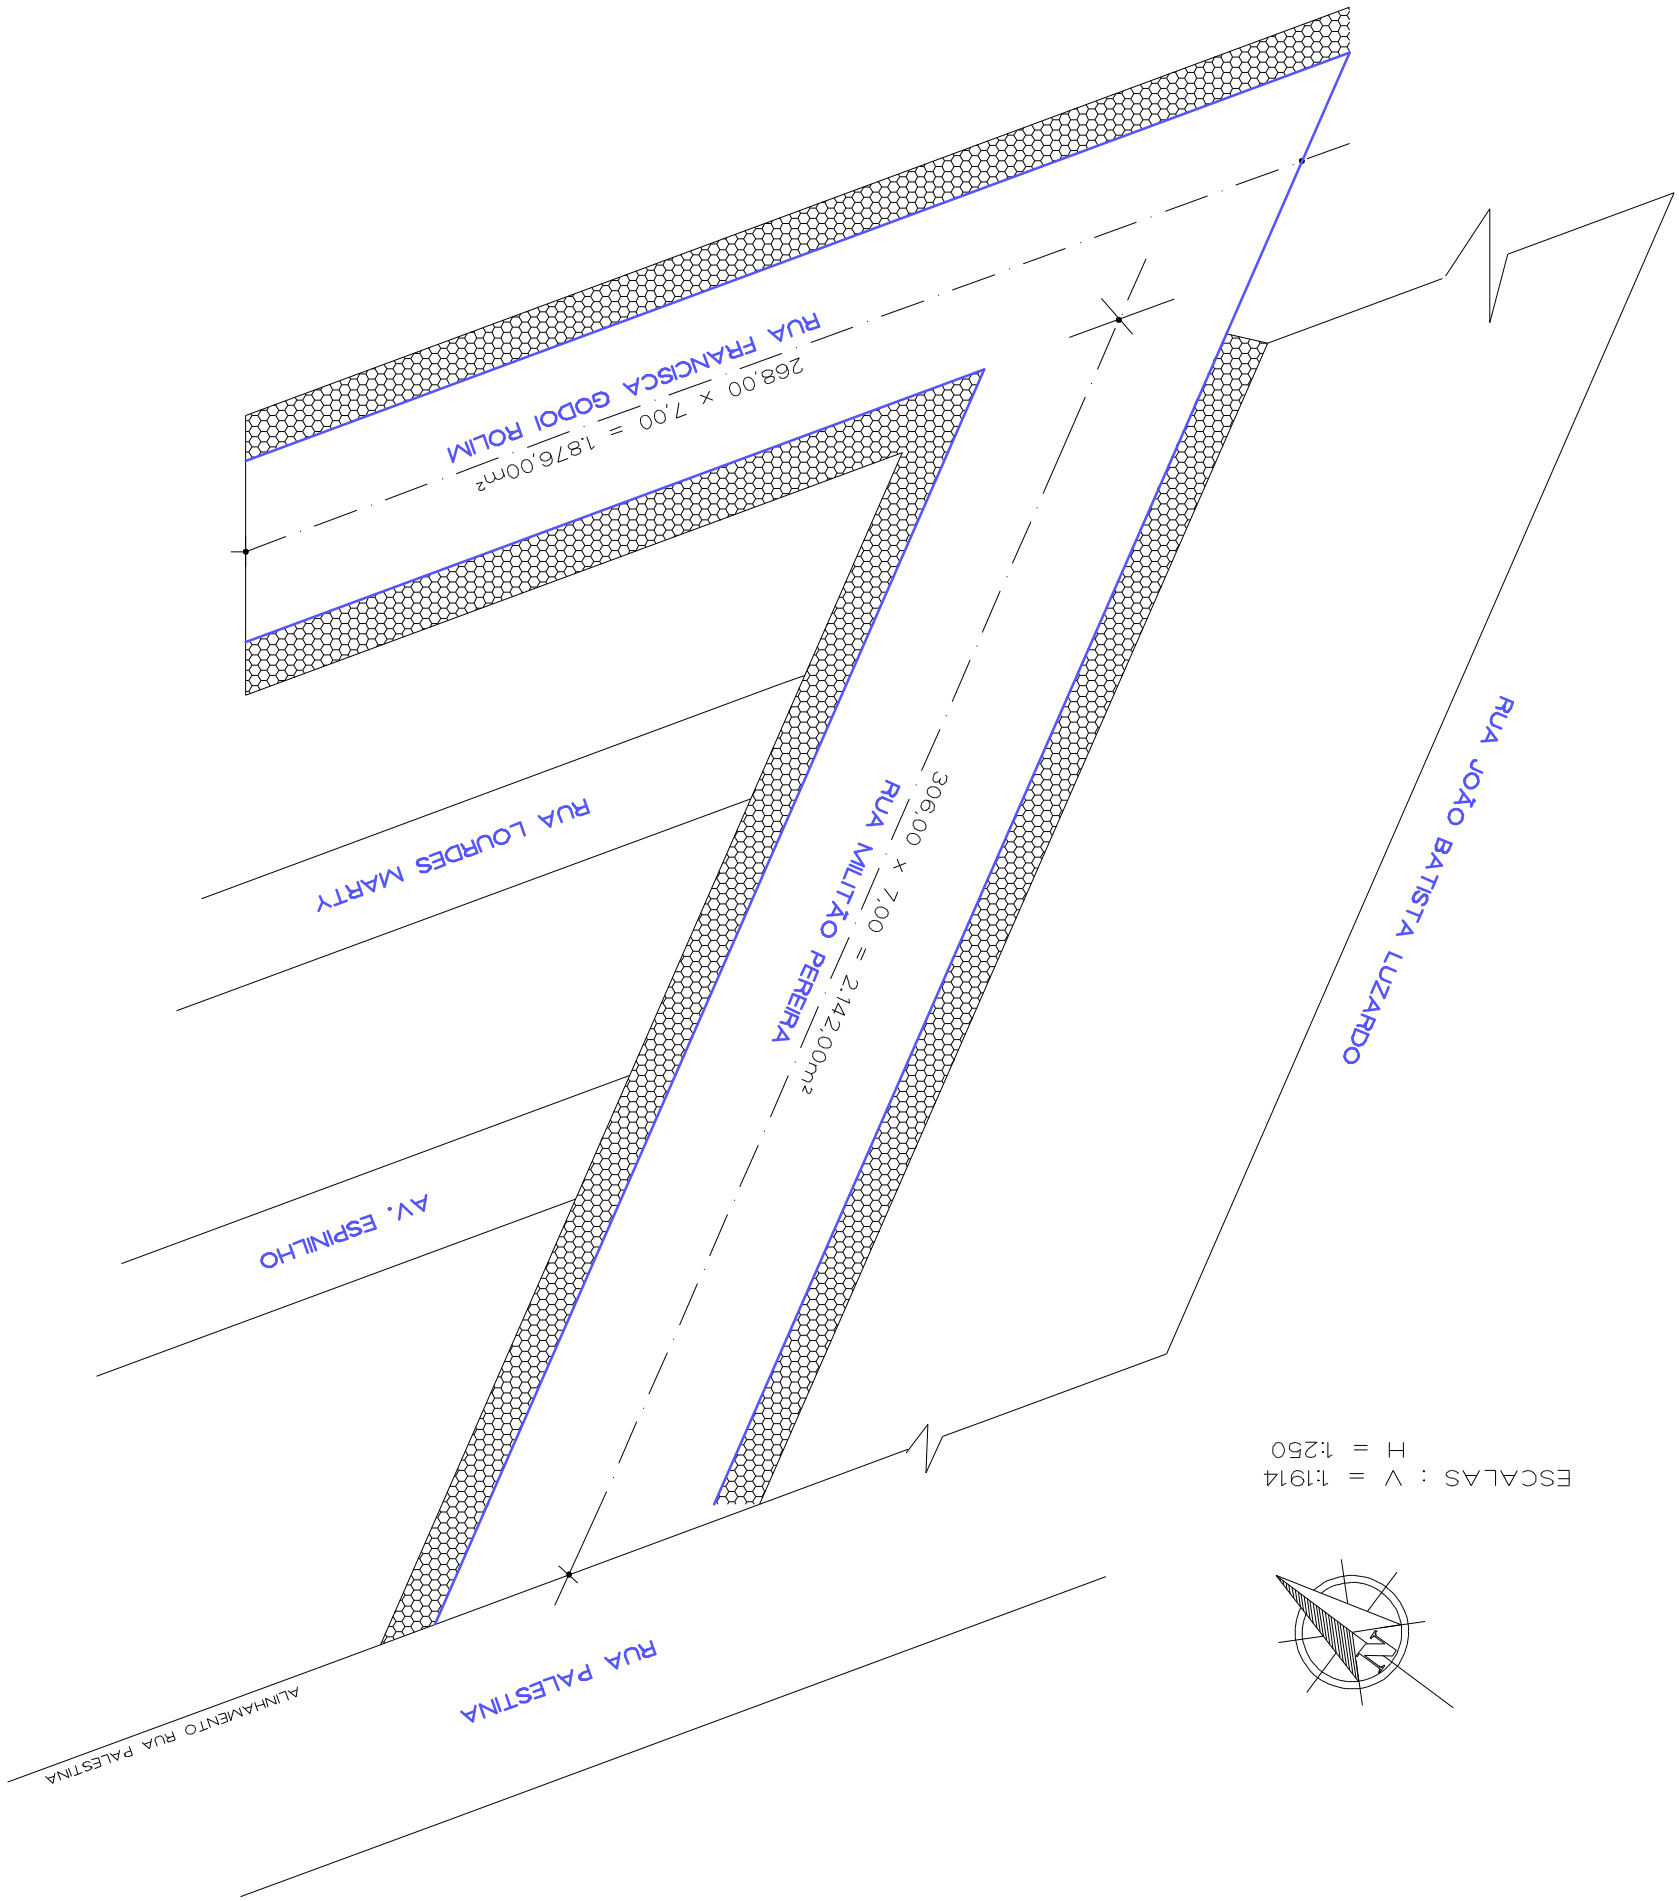 RUA FRANCISCA GODOI ROLIM
268,00 x 7,00 = 1.876,00m²
RUA MILITÃO PEREIRA
306,00 x 7,00 = 2.142,00m²
RUA JOÃO BATISTA LUZARDO
RUA LOURDES MARTY
AV. ESPINILHO
RUA PALESTINA
ALINHAMENTO RUA PALESTINA
ESCALAS : V = 1:1914
H = 1:250
N